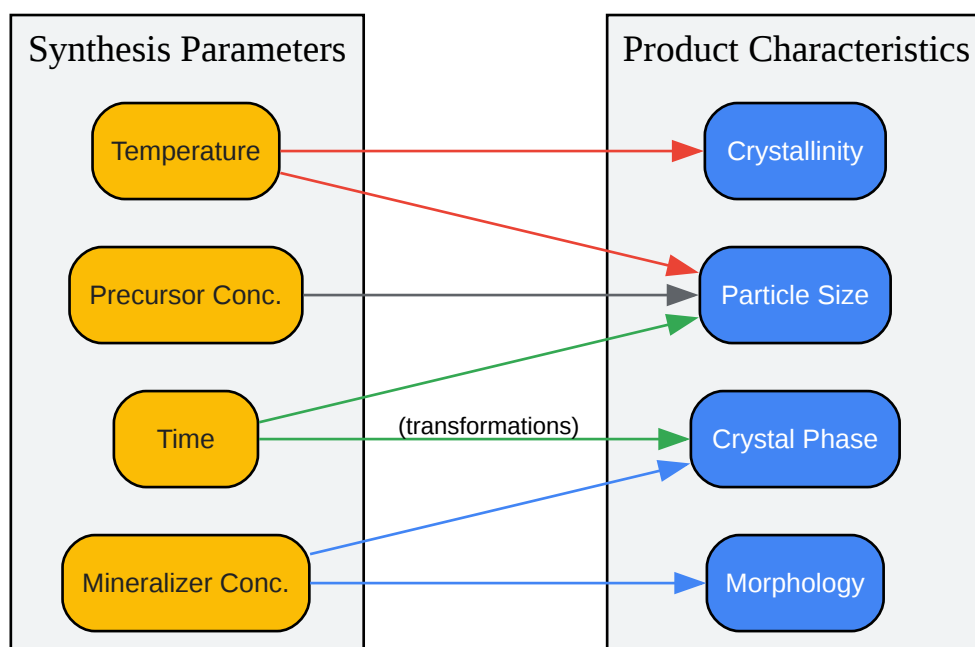 Synthesis Parameters
Product Characteristics
Temperature
Crystallinity
Precursor Conc.
Particle Size
Time
(transformations)
Crystal Phase
Mineralizer Conc.
Morphology